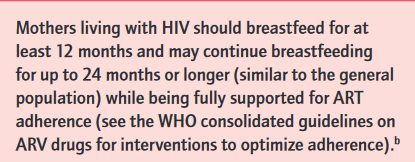 Mothers living with HIV should breastfeed for at
least 12 months and may continue breastfeeding
for up to 24 months or longer (similar to the general
population) while being fully supported for ART
adherence (see the WHO consolidated guidelines on
ARV drugs for interventions to optimize adherence).b